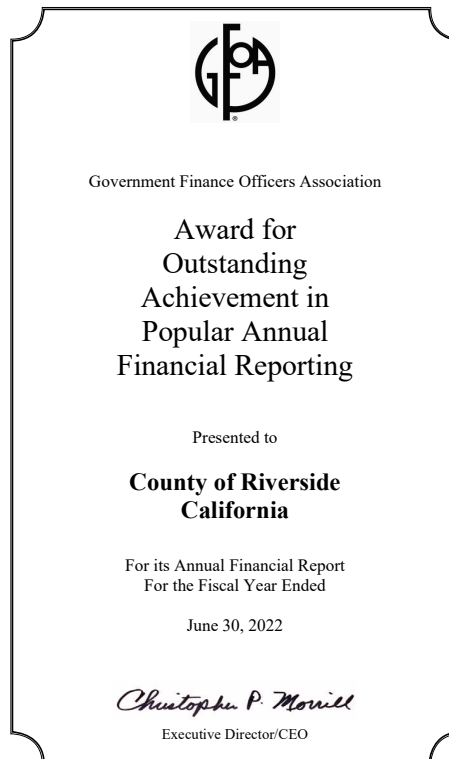 GFOA
®
Government Finance Officers Association
Award for
Outstanding
Achievement in
Popular Annual
Financial Reporting
Presented to
County of Riverside
California
For its Annual Financial Report
For the Fiscal Year Ended
June 30, 2022
Christopher P. Morrill
Executive Director/CEO